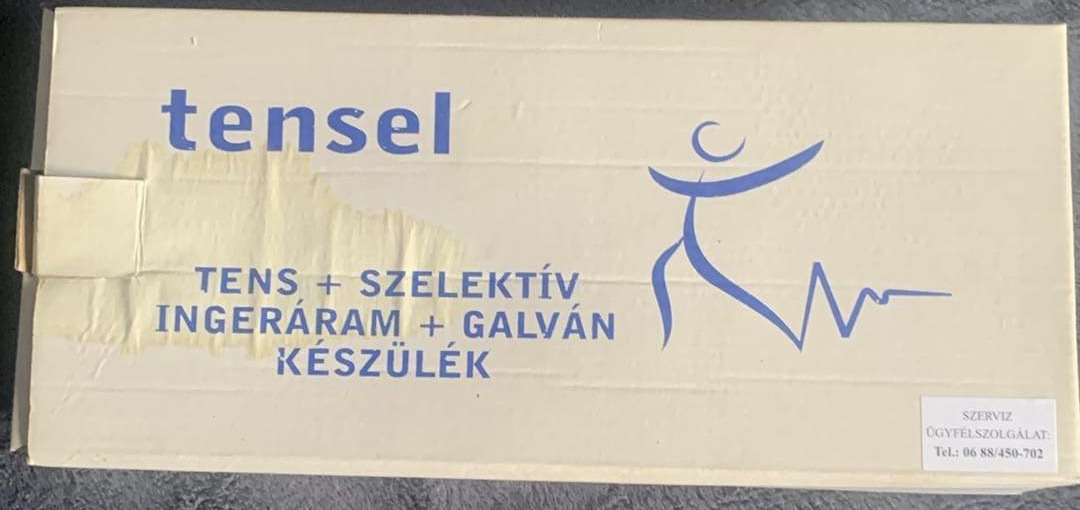 tensel
TENS + SZELEKTÍV
INGERÁRAM + GALVÁN
KÉSZÜLÉK
SZERVIZ
ÜGYFÉLSZOLGÁLAT:
Tel.: 06 88/450-702